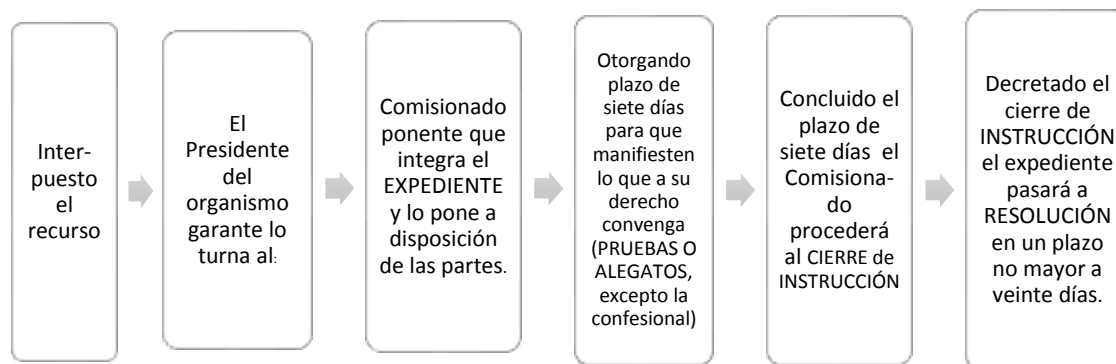 Inter-
puesto
el
recurso
El
Presidente
del
organismo
garante lo
turna al:
Comisionado
ponente que
integra el
EXPEDIENTE
y lo pone a
disposición
de las partes.
Otorgando
plazo de
siete días
para que
manifiesten
lo que a su
derecho
convenga
(PRUEBAS O
ALEGATOS,
excepto la
confesional)
Concluido el
plazo de
siete días el
Comisiona-
do
procederá
al CIERRE de
INSTRUCCIÓN
Decretado el
cierre de
INSTRUCCIÓN
el expediente
pasará a
RESOLUCIÓN
en un plazo
no mayor a
veinte días.